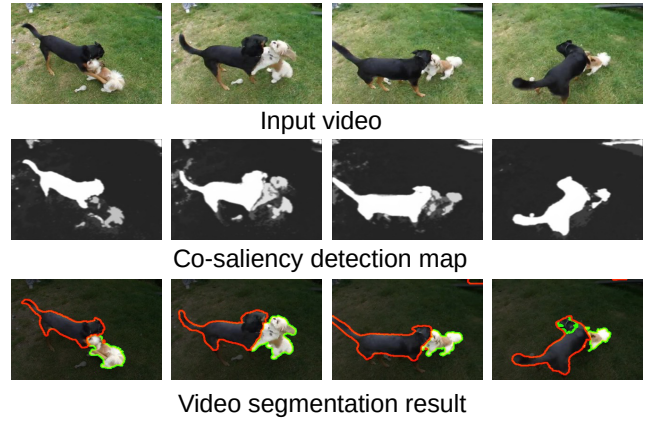 Input video
Co-saliency detection map
Video segmentation result